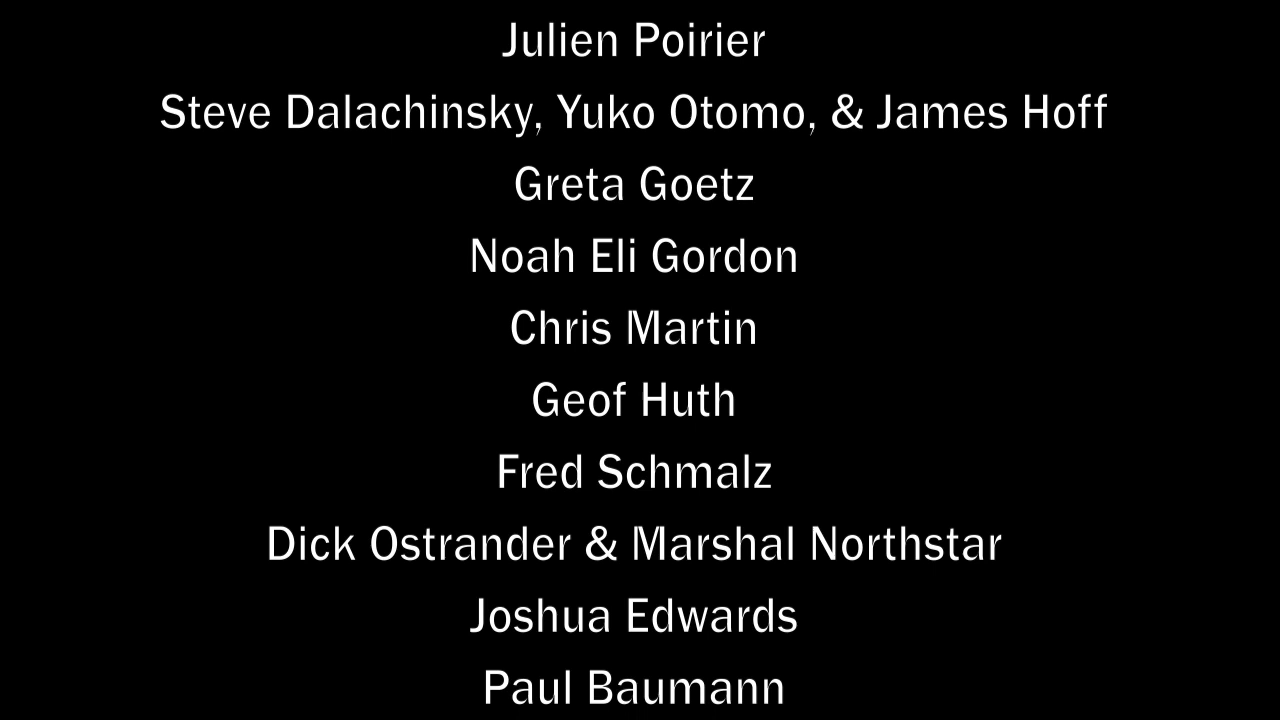 Julien Poirier
Steve Dalachinsky, Yuko Otomo, & James Hoff
Greta Goetz
Noah Eli Gordon
Chris Martin
Geof Huth
Fred Schmalz
Dick Ostrander & Marshal Northstar
Joshua Edwards
Paul Baumann